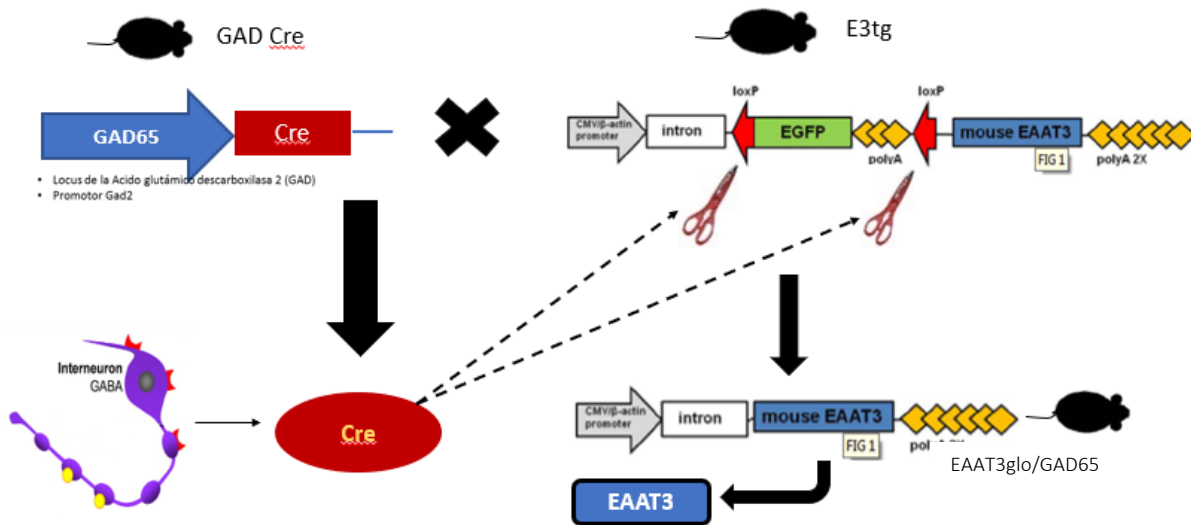 GAD Cre
E3tg
GAD65
Cre
• Locus de la Acido glutámico descarboxilasa 2 (GAD)
• Promotor Gad2
loxP
loxP
CMV/β-actin
promoter
intron
EGFP
polyA
mouse EAAT3
FIG 1
polyA 2X
Interneuron
GABA
Cre
CMV/β-actin
promoter
intron
mouse EAAT3
FIG 1
EAAT3glo/GAD65
EAAT3